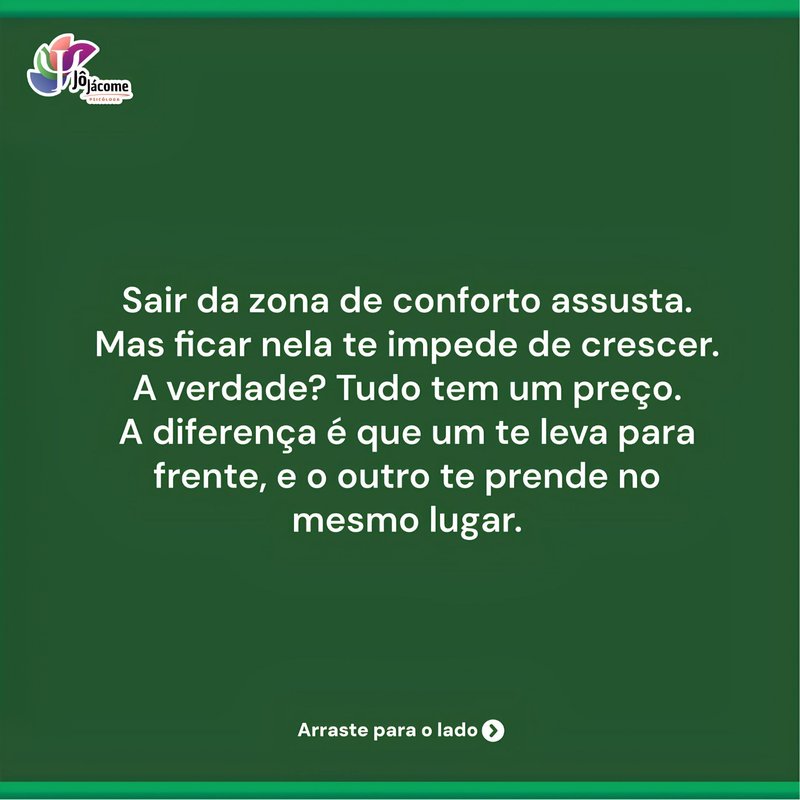 Jô Jácome
PSICÓLOGO
Sair da zona de conforto assusta.
Mas ficar nela te impede de crescer.
A verdade? Tudo tem um preço.
A diferença é que um te leva para
frente, e o outro te prende no
mesmo lugar.
Arraste para o lado